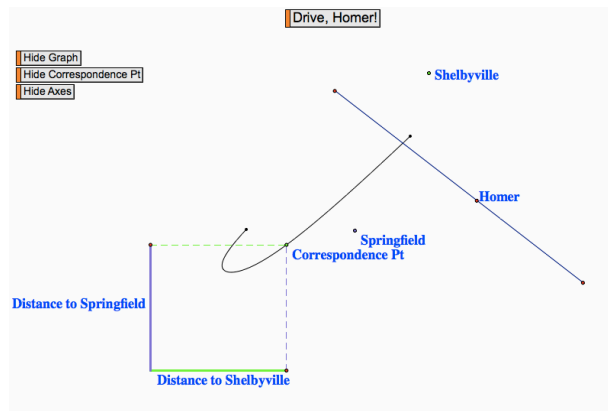 Drive, Homer!
Hide Graph
Hide Correspondence Pt
Hide Axes
Shelbyville
Homer
Springfield
Correspondence Pt
Distance to Springfield
Distance to Shelbyville